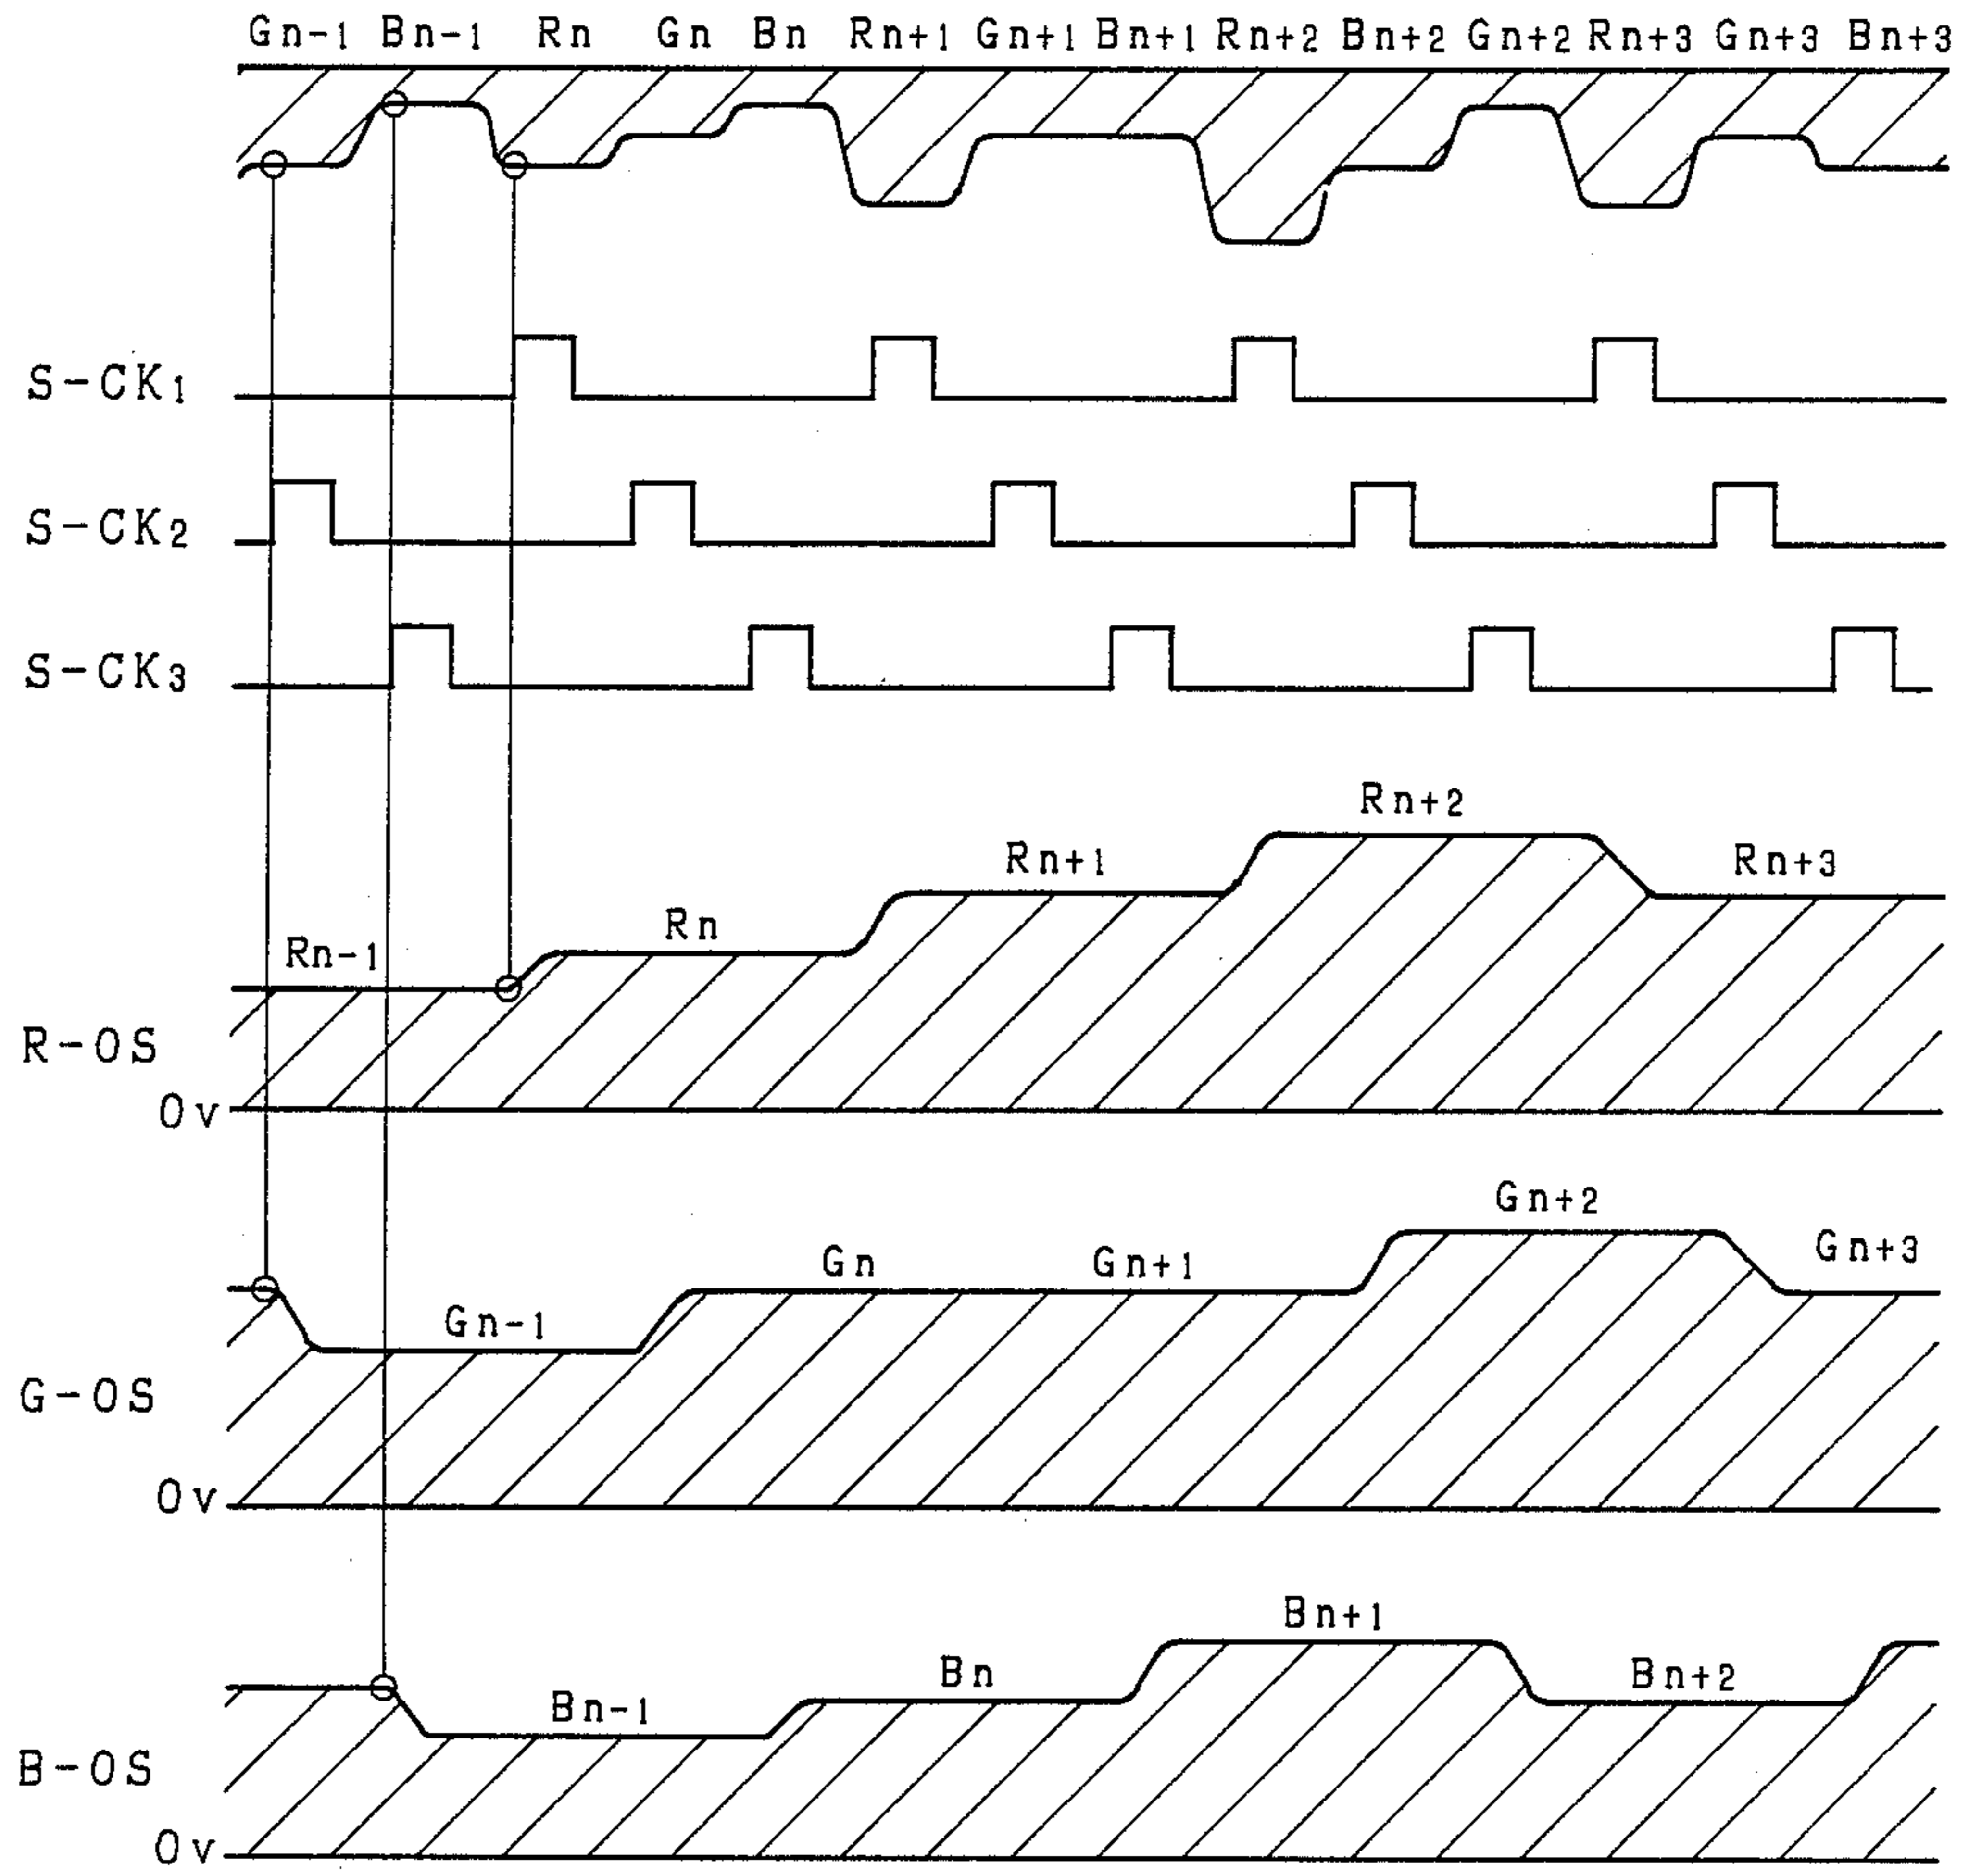 Gn-1 Bn-1 Rn Gn Bn Rn+1 Gn+1 Bn+1 Rn+2 Bn+2 Gn+2 Rn+3 Gn+3 Bn+3
S-CK1
S-CK2
S-CK3
Rn+2
Rn+1
Rn+3
Rn
Rn-1
R-OS
0v
Gn+2
Gn+3
Gn
Gn+1
Gn-1
G-OS
0v
Bn+1
Bn
Bn+2
Bn-1
B-OS
0v